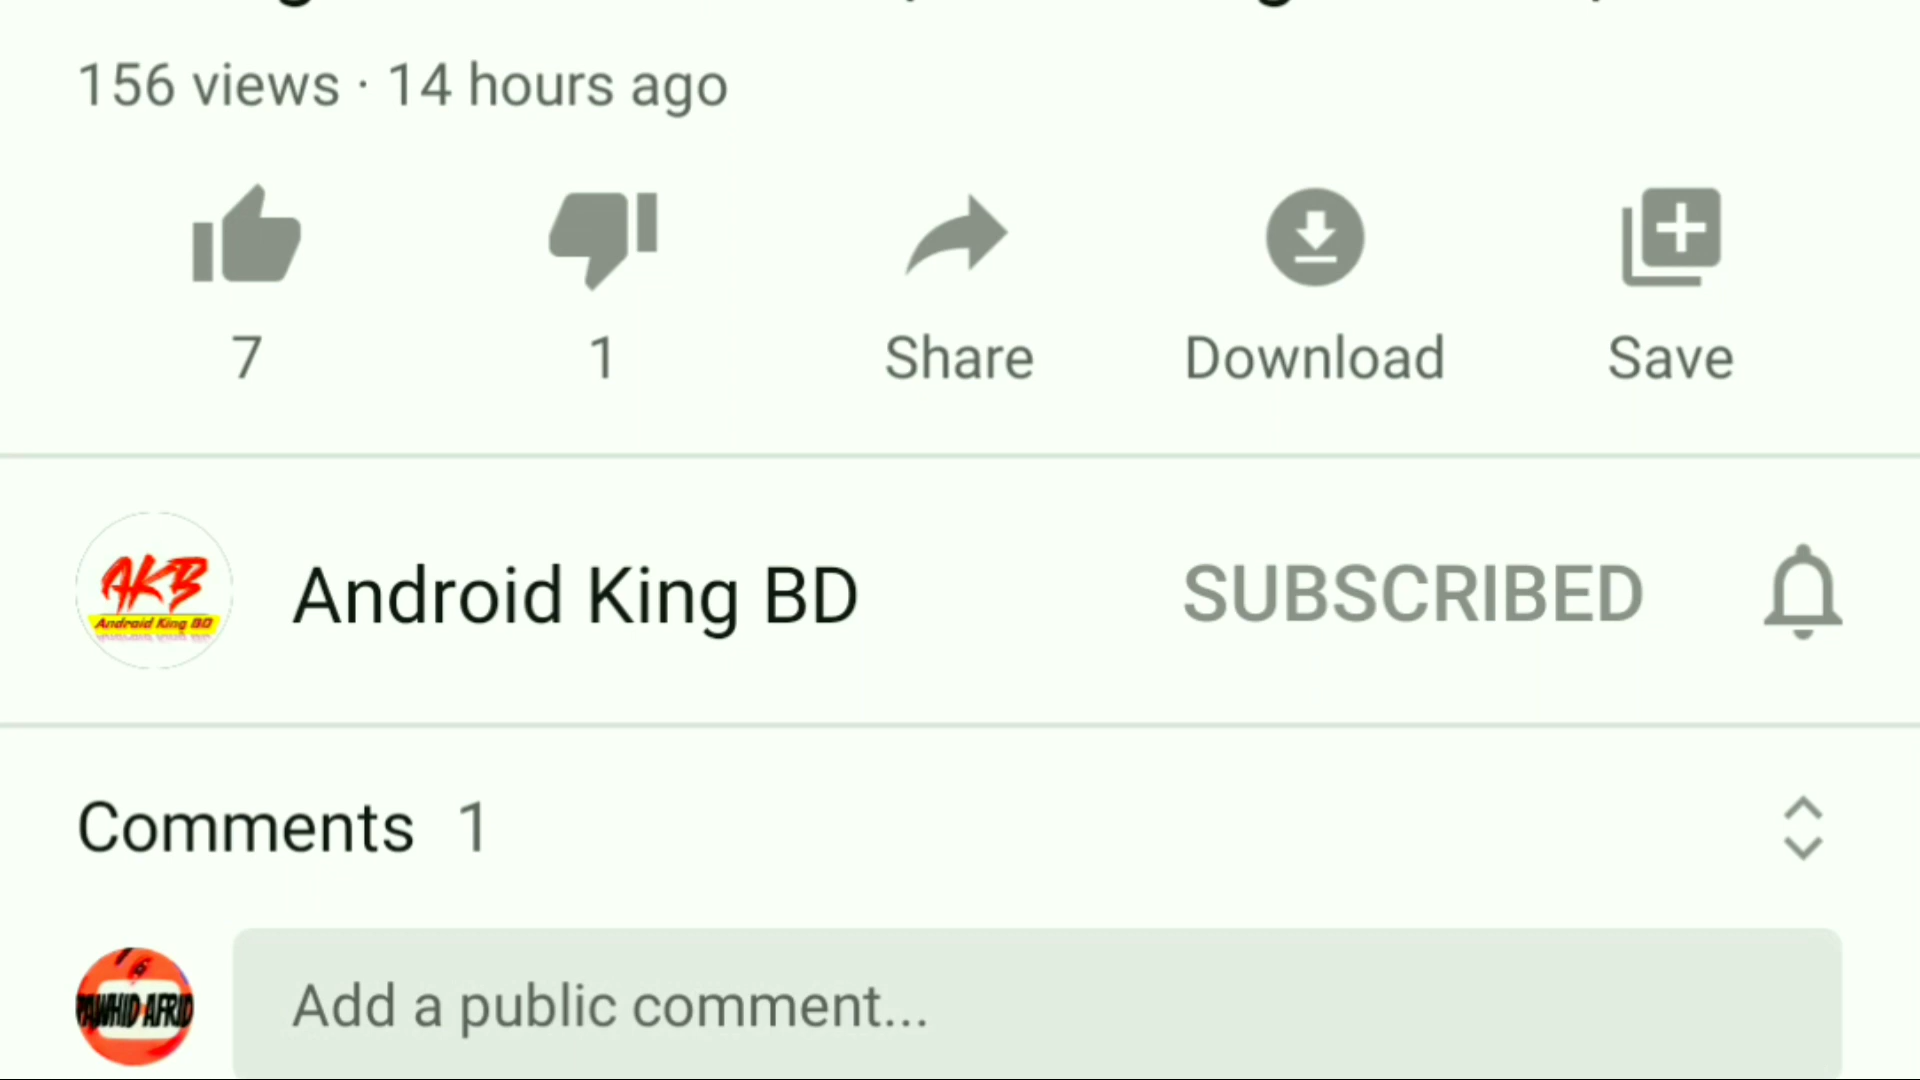 156 views · 14 hours ago
7 1 Share Download Save
AKB
Android King BD
Android King BD SUBSCRIBED
Comments 1
Add a public comment...